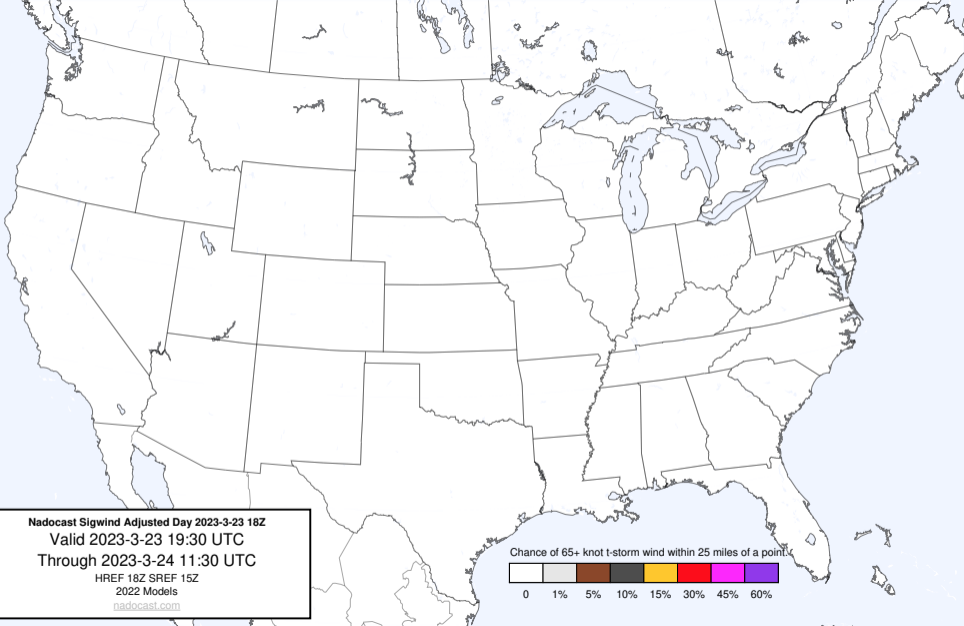 Nadocast Sigwind Adjusted Day 2023-3-23 18Z
Valid 2023-3-23 19:30 UTC
Through 2023-3-24 11:30 UTC
HREF 18Z SREF 15Z
2022 Models
nadocast.com
Chance of 65+ knot t-storm wind within 25 miles of a point.
0 1% 5% 10% 15% 30% 45% 60%